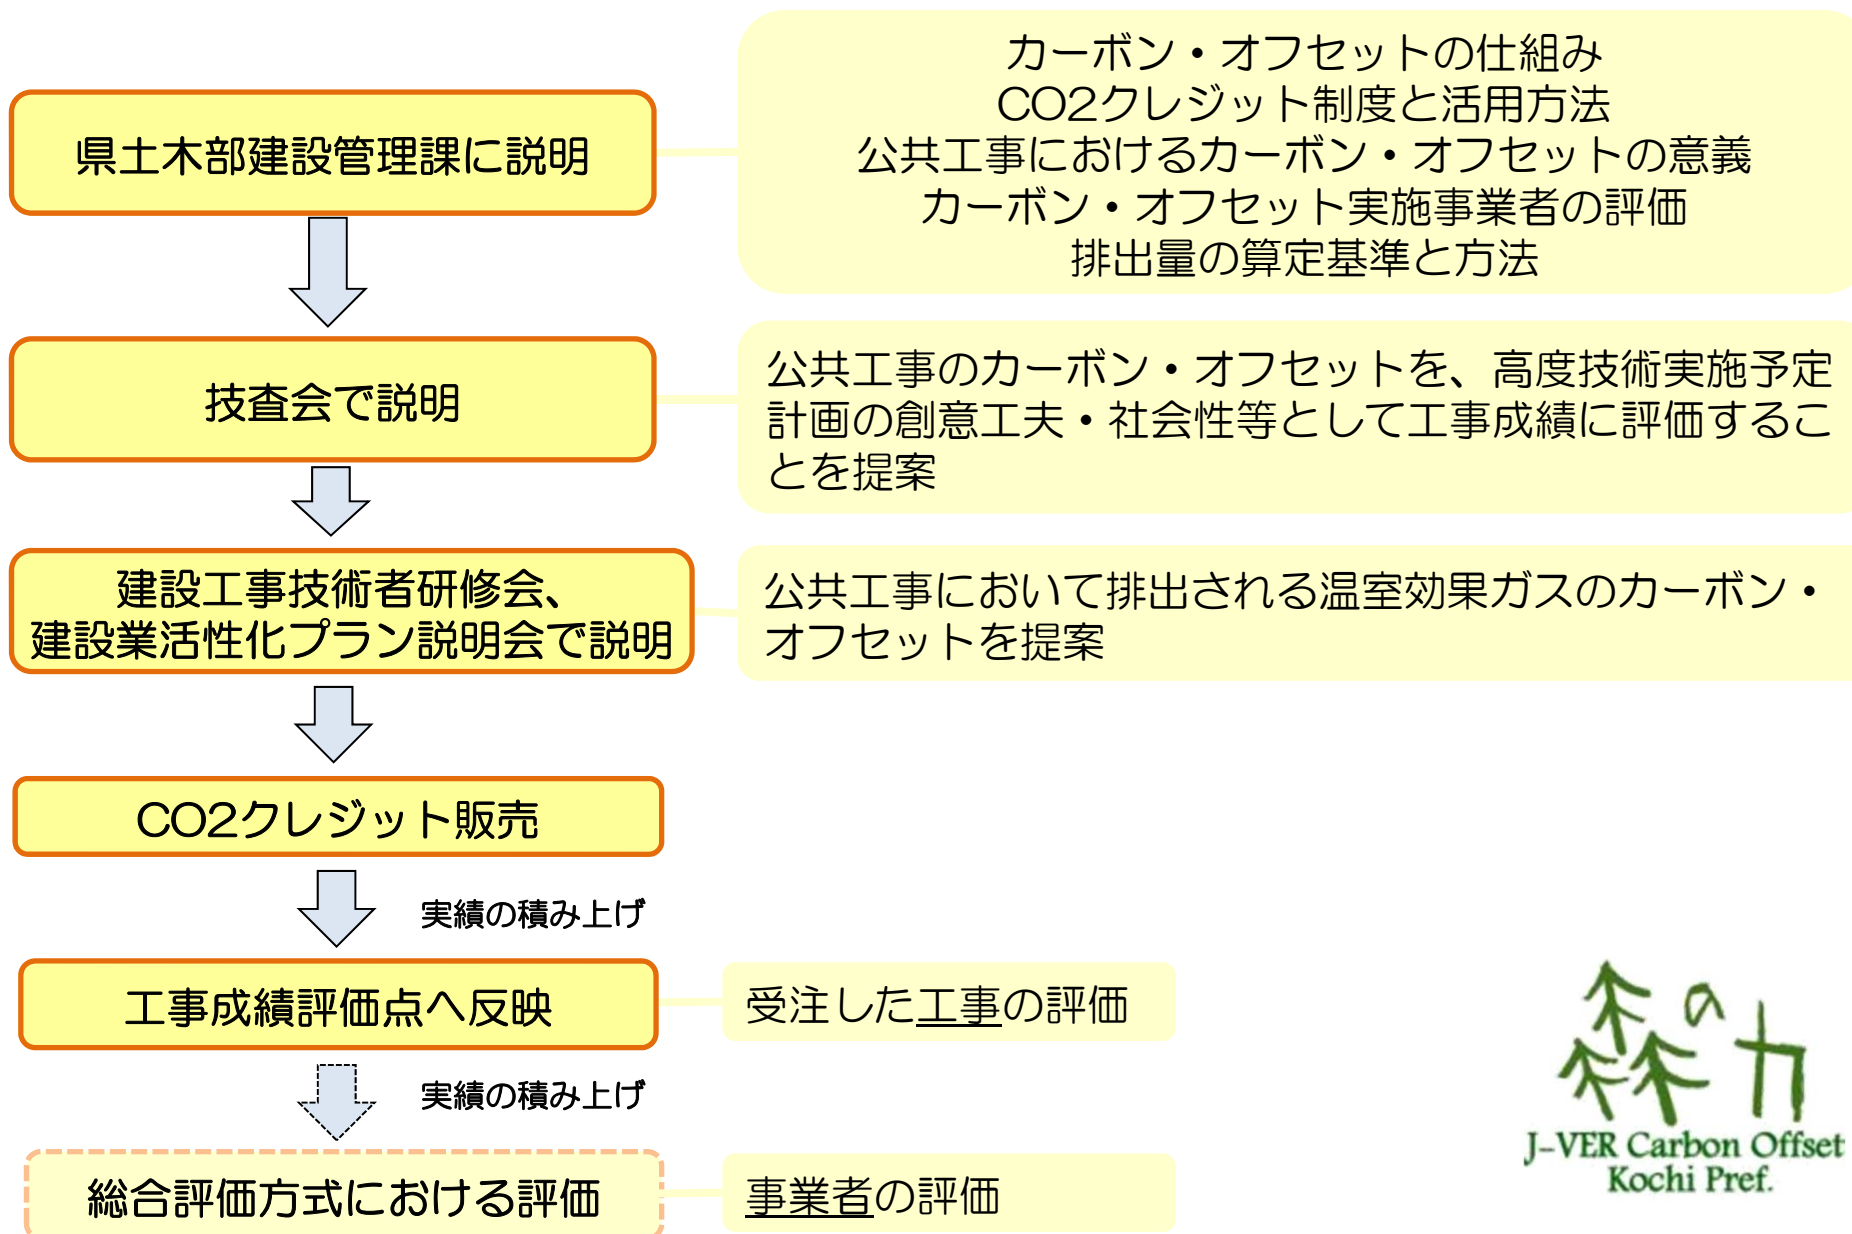 県土木部建設管理課に説明
カーボン・オフセットの仕組み
CO2クレジット制度と活用方法
公共工事におけるカーボン・オフセットの意義
カーボン・オフセット実施事業者の評価
排出量の算定基準と方法
技査会で説明
公共工事のカーボン・オフセットを、高度技術実施予定
計画の創意工夫・社会性等として工事成績に評価するこ
とを提案
建設工事技術者研修会、
建設業活性化プラン説明会で説明
公共工事において排出される温室効果ガスのカーボン・
オフセットを提案
CO2クレジット販売
実績の積み上げ
工事成績評価点へ反映
受注した工事の評価
実績の積み上げ
総合評価方式における評価
事業者の評価
森の力
J-VER Carbon Offset
Kochi Pref.